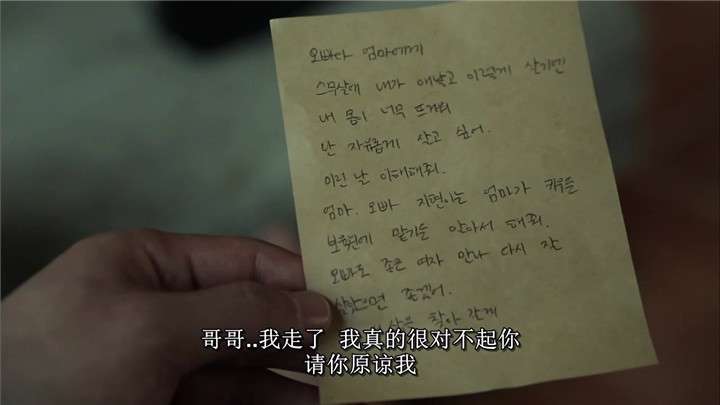 오빠와 엄마에게
스무살에 내가 애낳고 이렇게 살기엔
내 몸이 너무 뜨거워
난 자유롭게 살고 싶어.
이런 날 이해해줘.
엄마. 오빠 지편이는 엄마가 키우든
보육원에 맡기든 알아서 해줘.
오빠도 좋은 여자 만나 다시 잘
살았으면 좋겠어.
찾아 갈게
哥哥..我走了 我真的很对不起你
请你原谅我